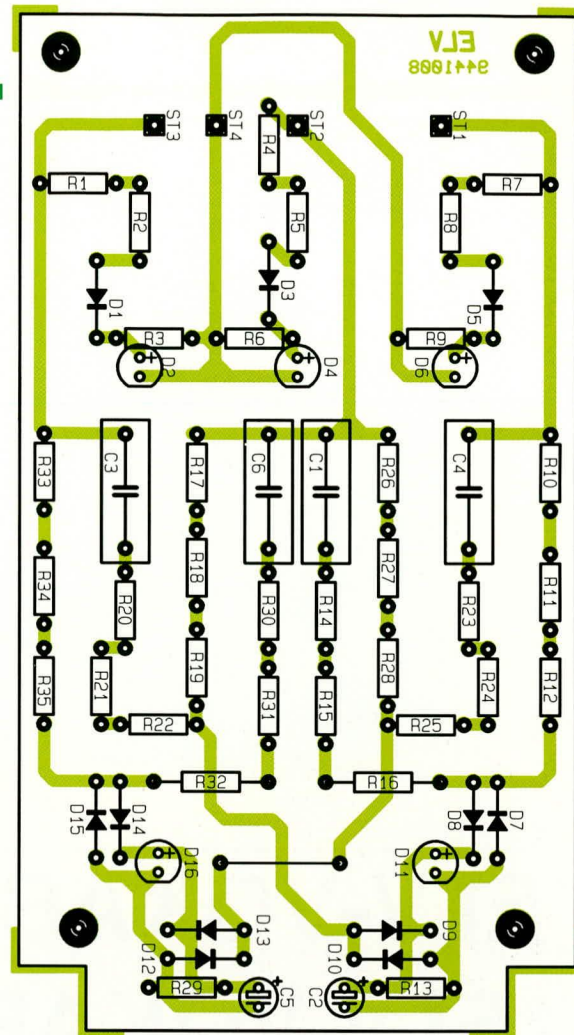 ELV
9441008
ST3
ST4
ST2
ST1
R4
R1
R7
R2
R5
R8
D1
D3
D5
R3
R6
R9
D2
D4
D6
R33
C3
R17
C6
C1
R26
C4
R10
R34
R20
R18
R30
R14
R27
R23
R11
R35
R21
R19
R31
R15
R28
R24
R12
R22
R25
R32
R16
D15
D14
D16
D11
D8
D7
D13
D9
D12
D10
R29
C5
C2
R13